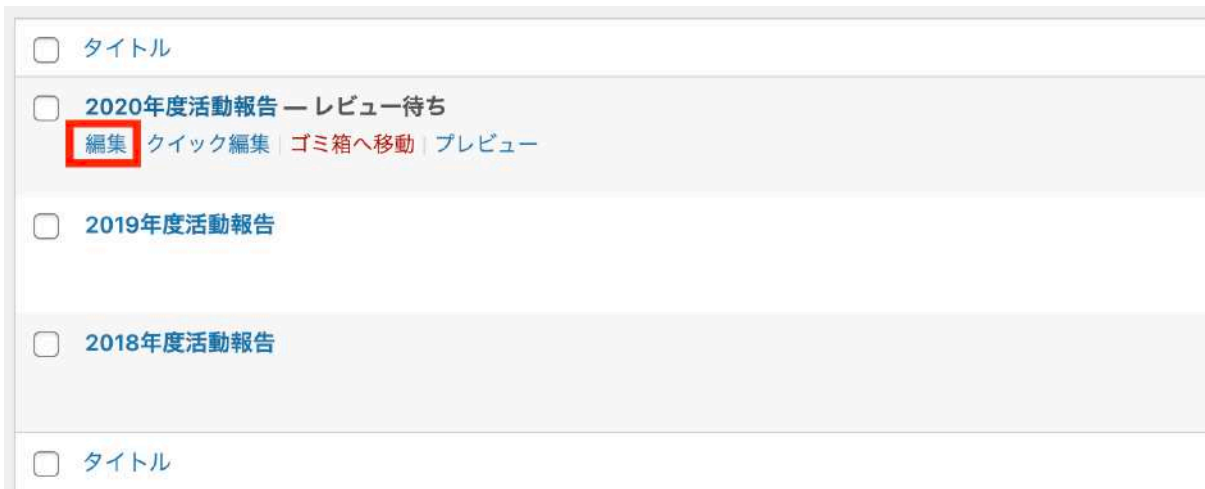 タイトル
2020年度活動報告 — レビュー待ち
編集 クイック編集 | ゴミ箱へ移動 | プレビュー
2019年度活動報告
2018年度活動報告
タイトル